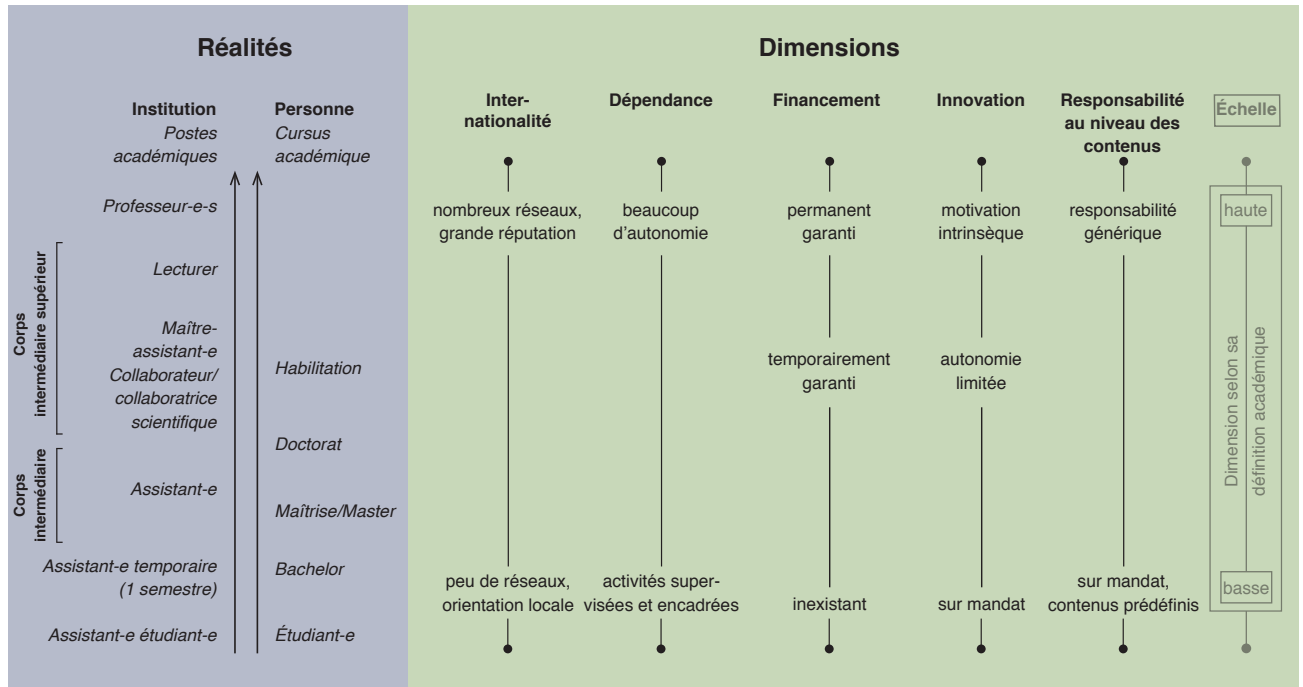 Réalités
Dimensions
Institution
Postes
académiques
Personne
Cursus
académique
Inter-
nationalité
Dépendance
Financement
Innovation
Responsabilité
au niveau des
contenus
Échelle
Professeur-e-s
Corps
intermédiaire supérieur
Lecturer
Maître-
assistant-e
Collaborateur/
collaboratrice
scientifique
Habilitation
Doctorat
Corps
intermédiaire
Assistant-e
Maîtrise/Master
Assistant-e temporaire
(1 semestre)
Bachelor
Assistant-e étudiant-e
Étudiant-e
nombreux réseaux,
grande réputation
beaucoup
d’autonomie
permanent
garanti
motivation
intrinsèque
responsabilité
générique
haute
temporairement
garanti
autonomie
limitée
Dimension selon sa
définition académique
peu de réseaux,
orientation locale
activités super-
visées et encadrées
inexistant
sur mandat
sur mandat,
contenus prédéfinis
basse